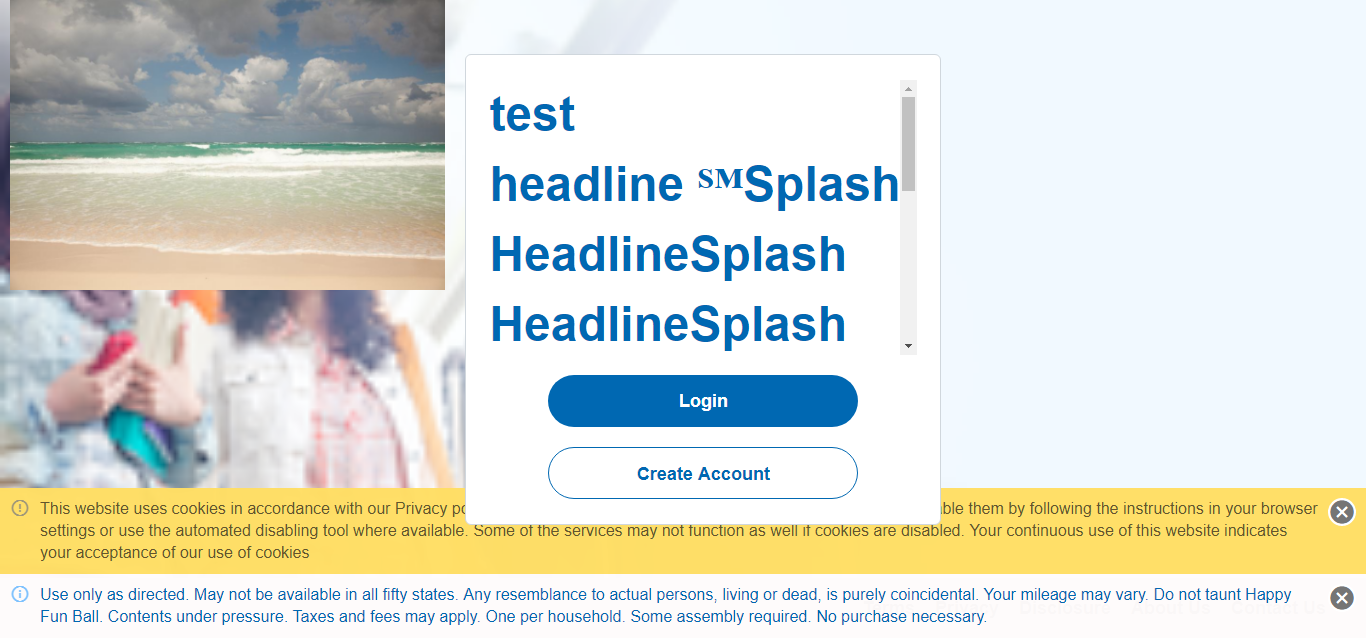 test
headline ℠Splash
HeadlineSplash
HeadlineSplash
Login
Create Account
This website uses cookies in accordance with our Privacy ble them by following the instructions in your browser
settings or use the automated disabling tool where available. Some of the services may not function as well if cookies are disabled. Your continuous use of this website indicates
your acceptance of our use of cookies
Use only as directed. May not be available in all fifty states. Any resemblance to actual persons, living or dead, is purely coincidental. Your mileage may vary. Do not taunt Happy
Fun Ball. Contents under pressure. Taxes and fees may apply. One per household. Some assembly required. No purchase necessary.